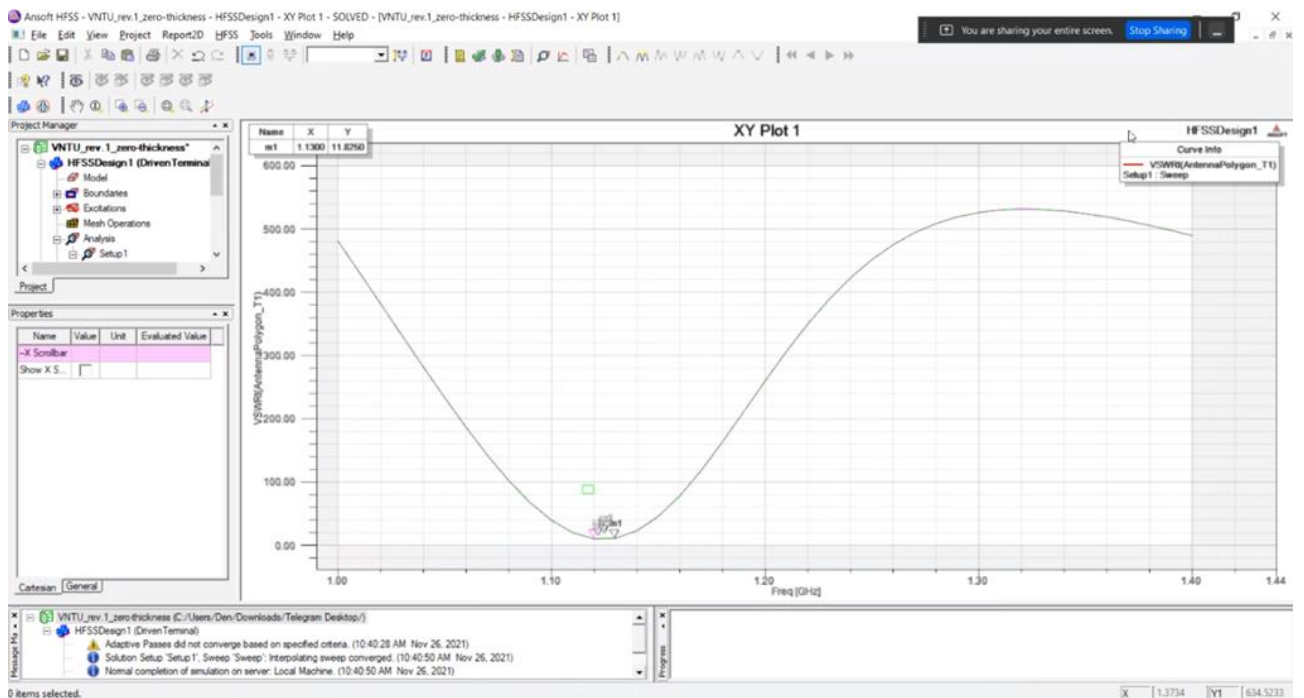 Ansoft HFSS - VNTU_rev.1_zero-thickness - HFSSDesign1 - XY Plot 1 - SOLVED - [VNTU_rev.1_zero-thickness - HFSSDesign1 - XY Plot 1]
You are sharing your entire screen. Stop Sharing
File Edit View Project Report2D HFSS Tools Window Help
Project Manager
VNTU_rev.1_zero-thickness*
HFSSDesign1 (DrivenTerminal
Model
Boundaries
Excitations
Mesh Operations
Analysis
Setup1
Project
Properties
Name Value Unit Evaluated Value
-X Scrollbar
Show X S...
Cartesian General
Name X Y
m1 1.1300 11.8250
XY Plot 1
HFSSDesign1
Curve Info
VSWRt(AntennaPolygon_T1)
Setup1 : Sweep
VSWRt(AntennaPolygon_T1)
600.00
500.00
400.00
300.00
200.00
100.00
0.00
m1
1.00 1.10 1.20 1.30 1.40 1.44
Freq [GHz]
Message Ma
VNTU_rev.1_zero-thickness (C:/Users/Den/Downloads/Telegram Desktop/)
HFSSDesign1 (DrivenTerminal)
Adaptive Passes did not converge based on specified criteria. (10:40:28 AM Nov 26, 2021)
Solution Setup 'Setup1', Sweep 'Sweep': Interpolating sweep converged. (10:40:50 AM Nov 26, 2021)
Normal completion of simulation on server: Local Machine. (10:40:50 AM Nov 26, 2021)
Progress
0 items selected.
X 1.3734 Y1 634.5233